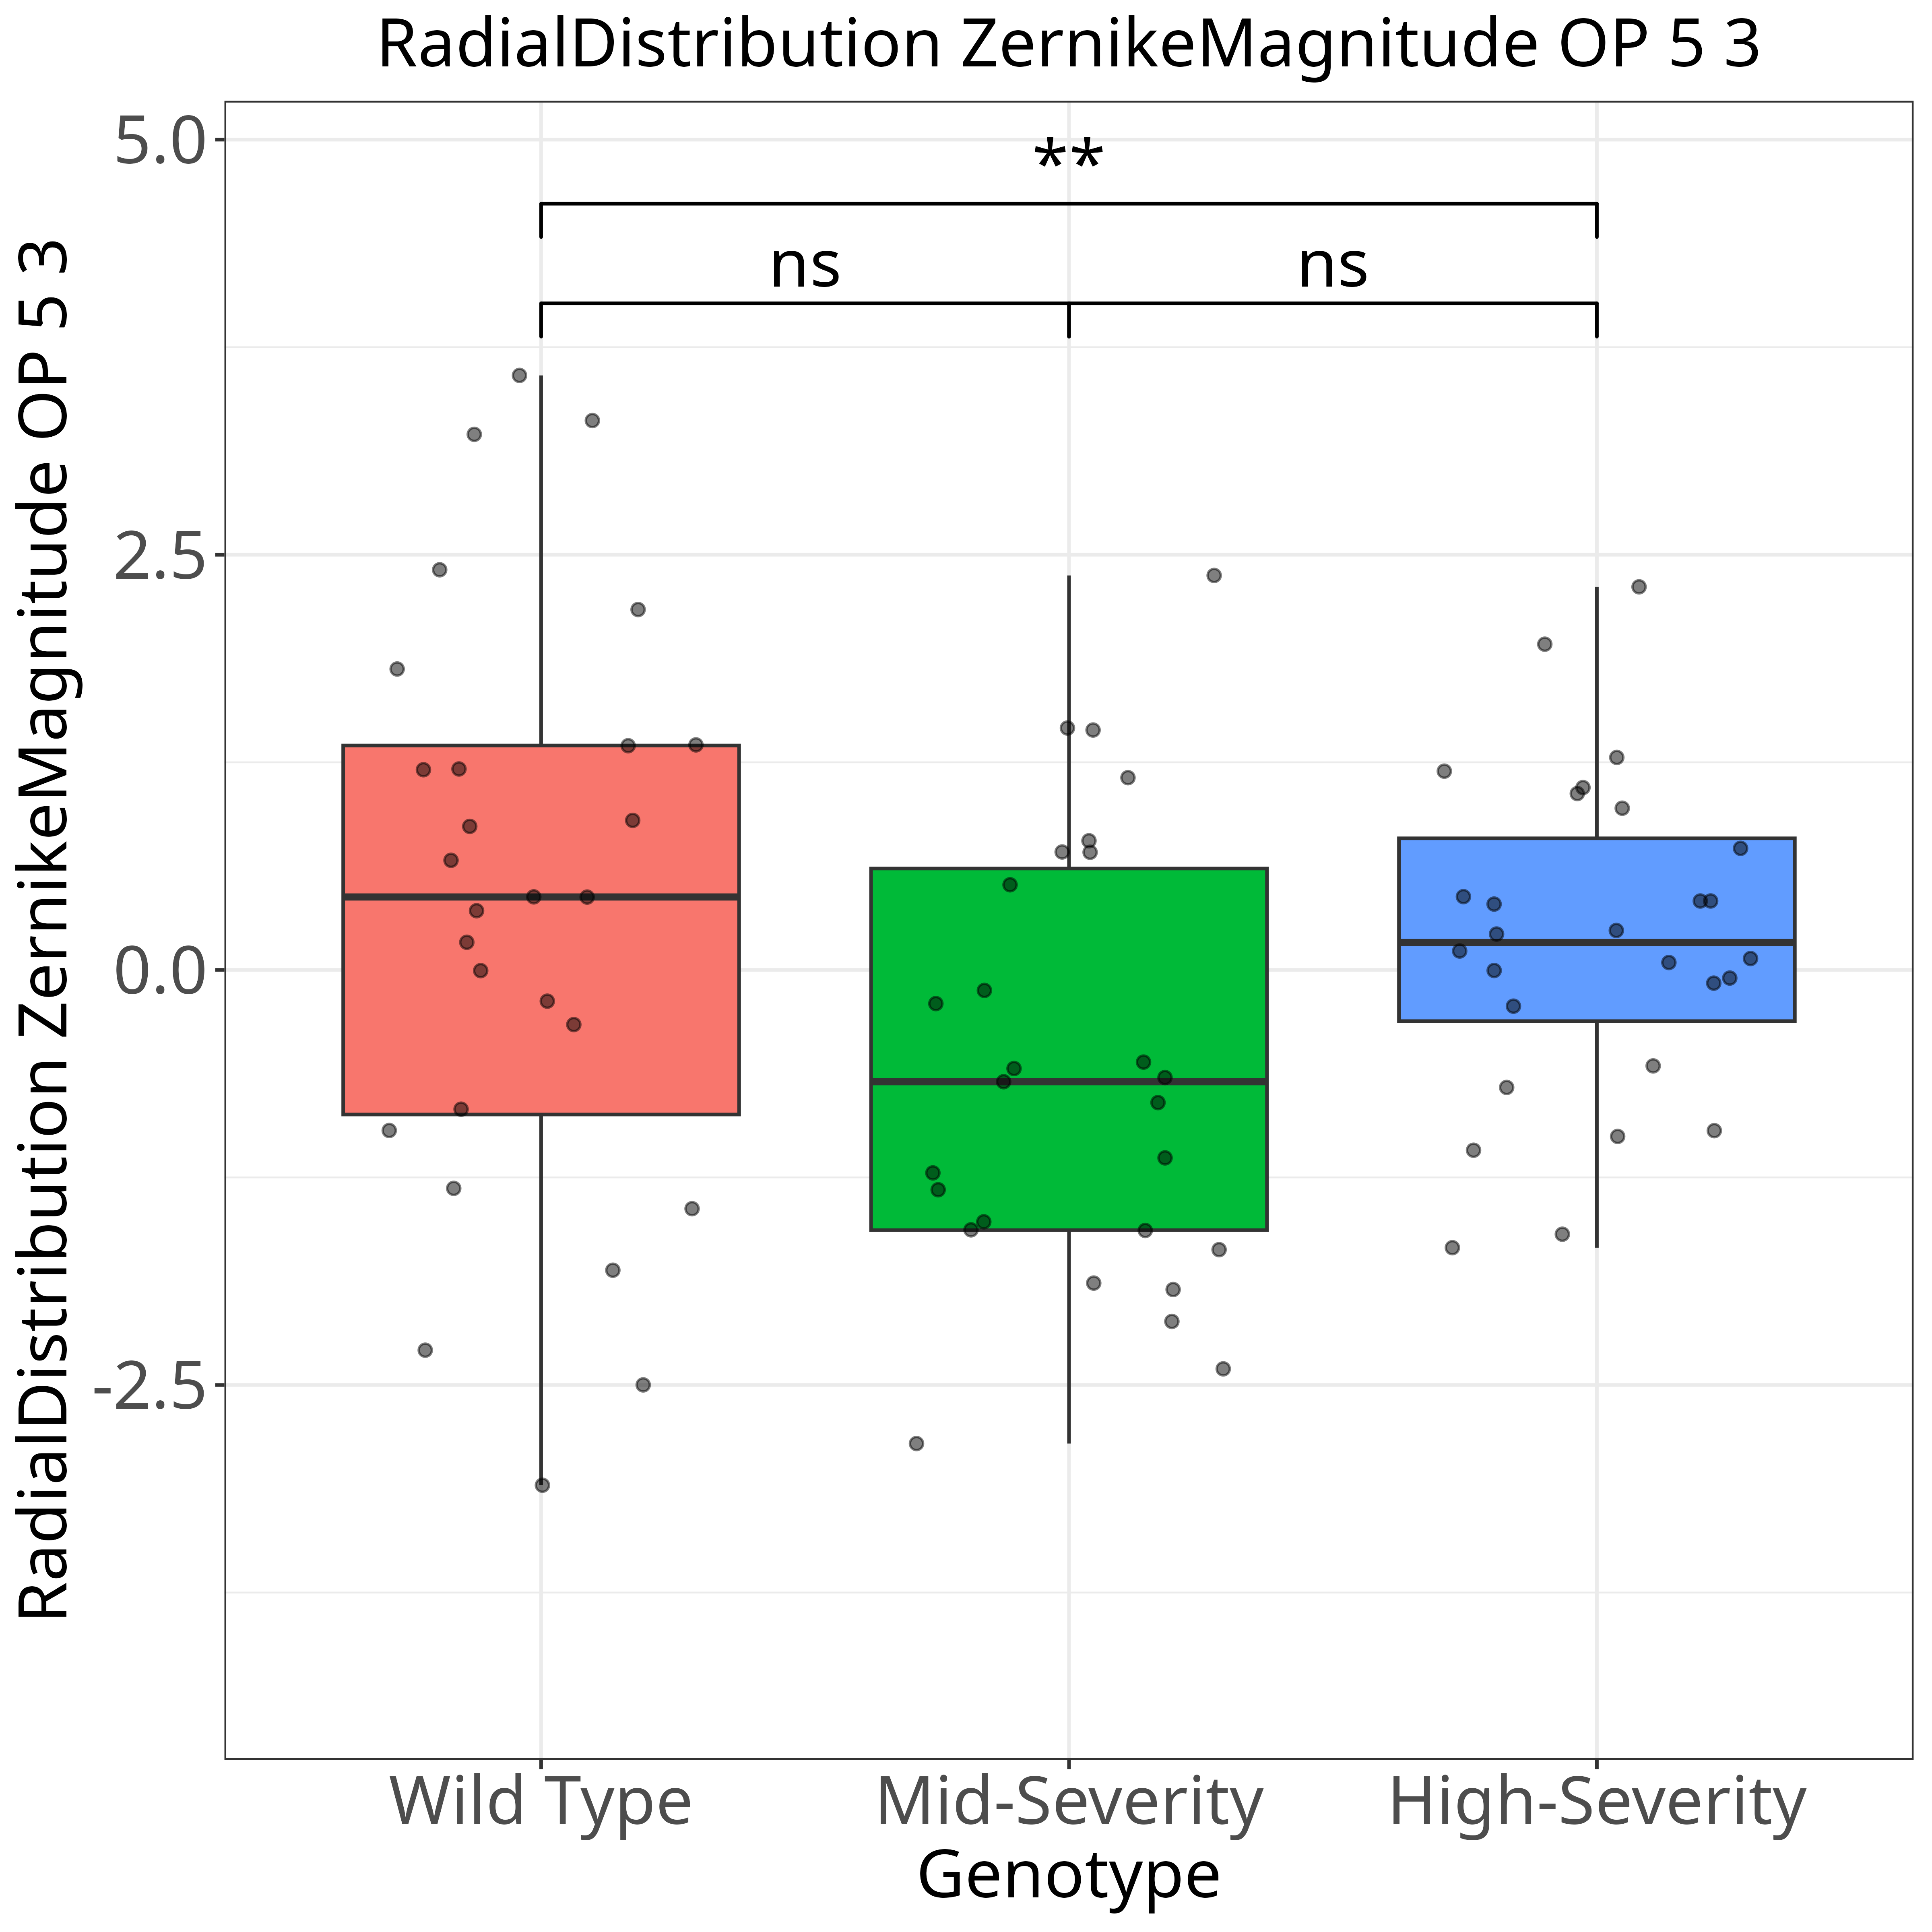 RadialDistribution ZernikeMagnitude OP 5 3
RadialDistribution ZernikeMagnitude OP 5 3
5.0
2.5
0.0
-2.5
**
ns ns
Wild Type Mid-Severity High-Severity
Genotype